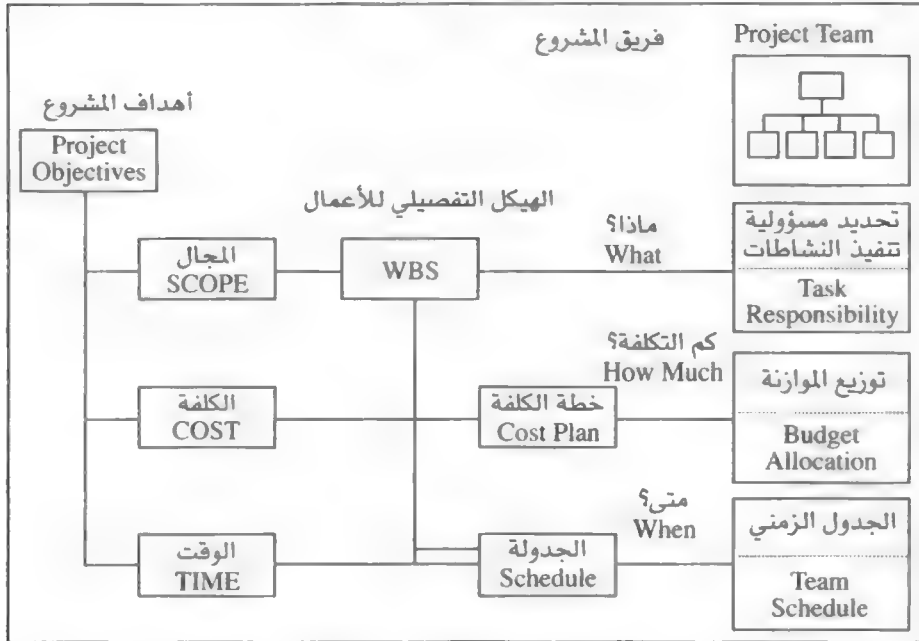 فريق المشروع
Project Team
أهداف المشروع
Project
Objectives
الهيكل التفصيلي للأعمال
المجال
SCOPE
WBS
ماذا؟
What
تحديد مسؤولية
تنفيذ النشاطات
Task
Responsibility
كم التكلفة؟
How Much
الكلفة
COST
خطة الكلفة
Cost Plan
توزيع الموازنة
Budget
Allocation
متى؟
When
الوقت
TIME
الجدولة
Schedule
الجدول الزمني
Team
Schedule